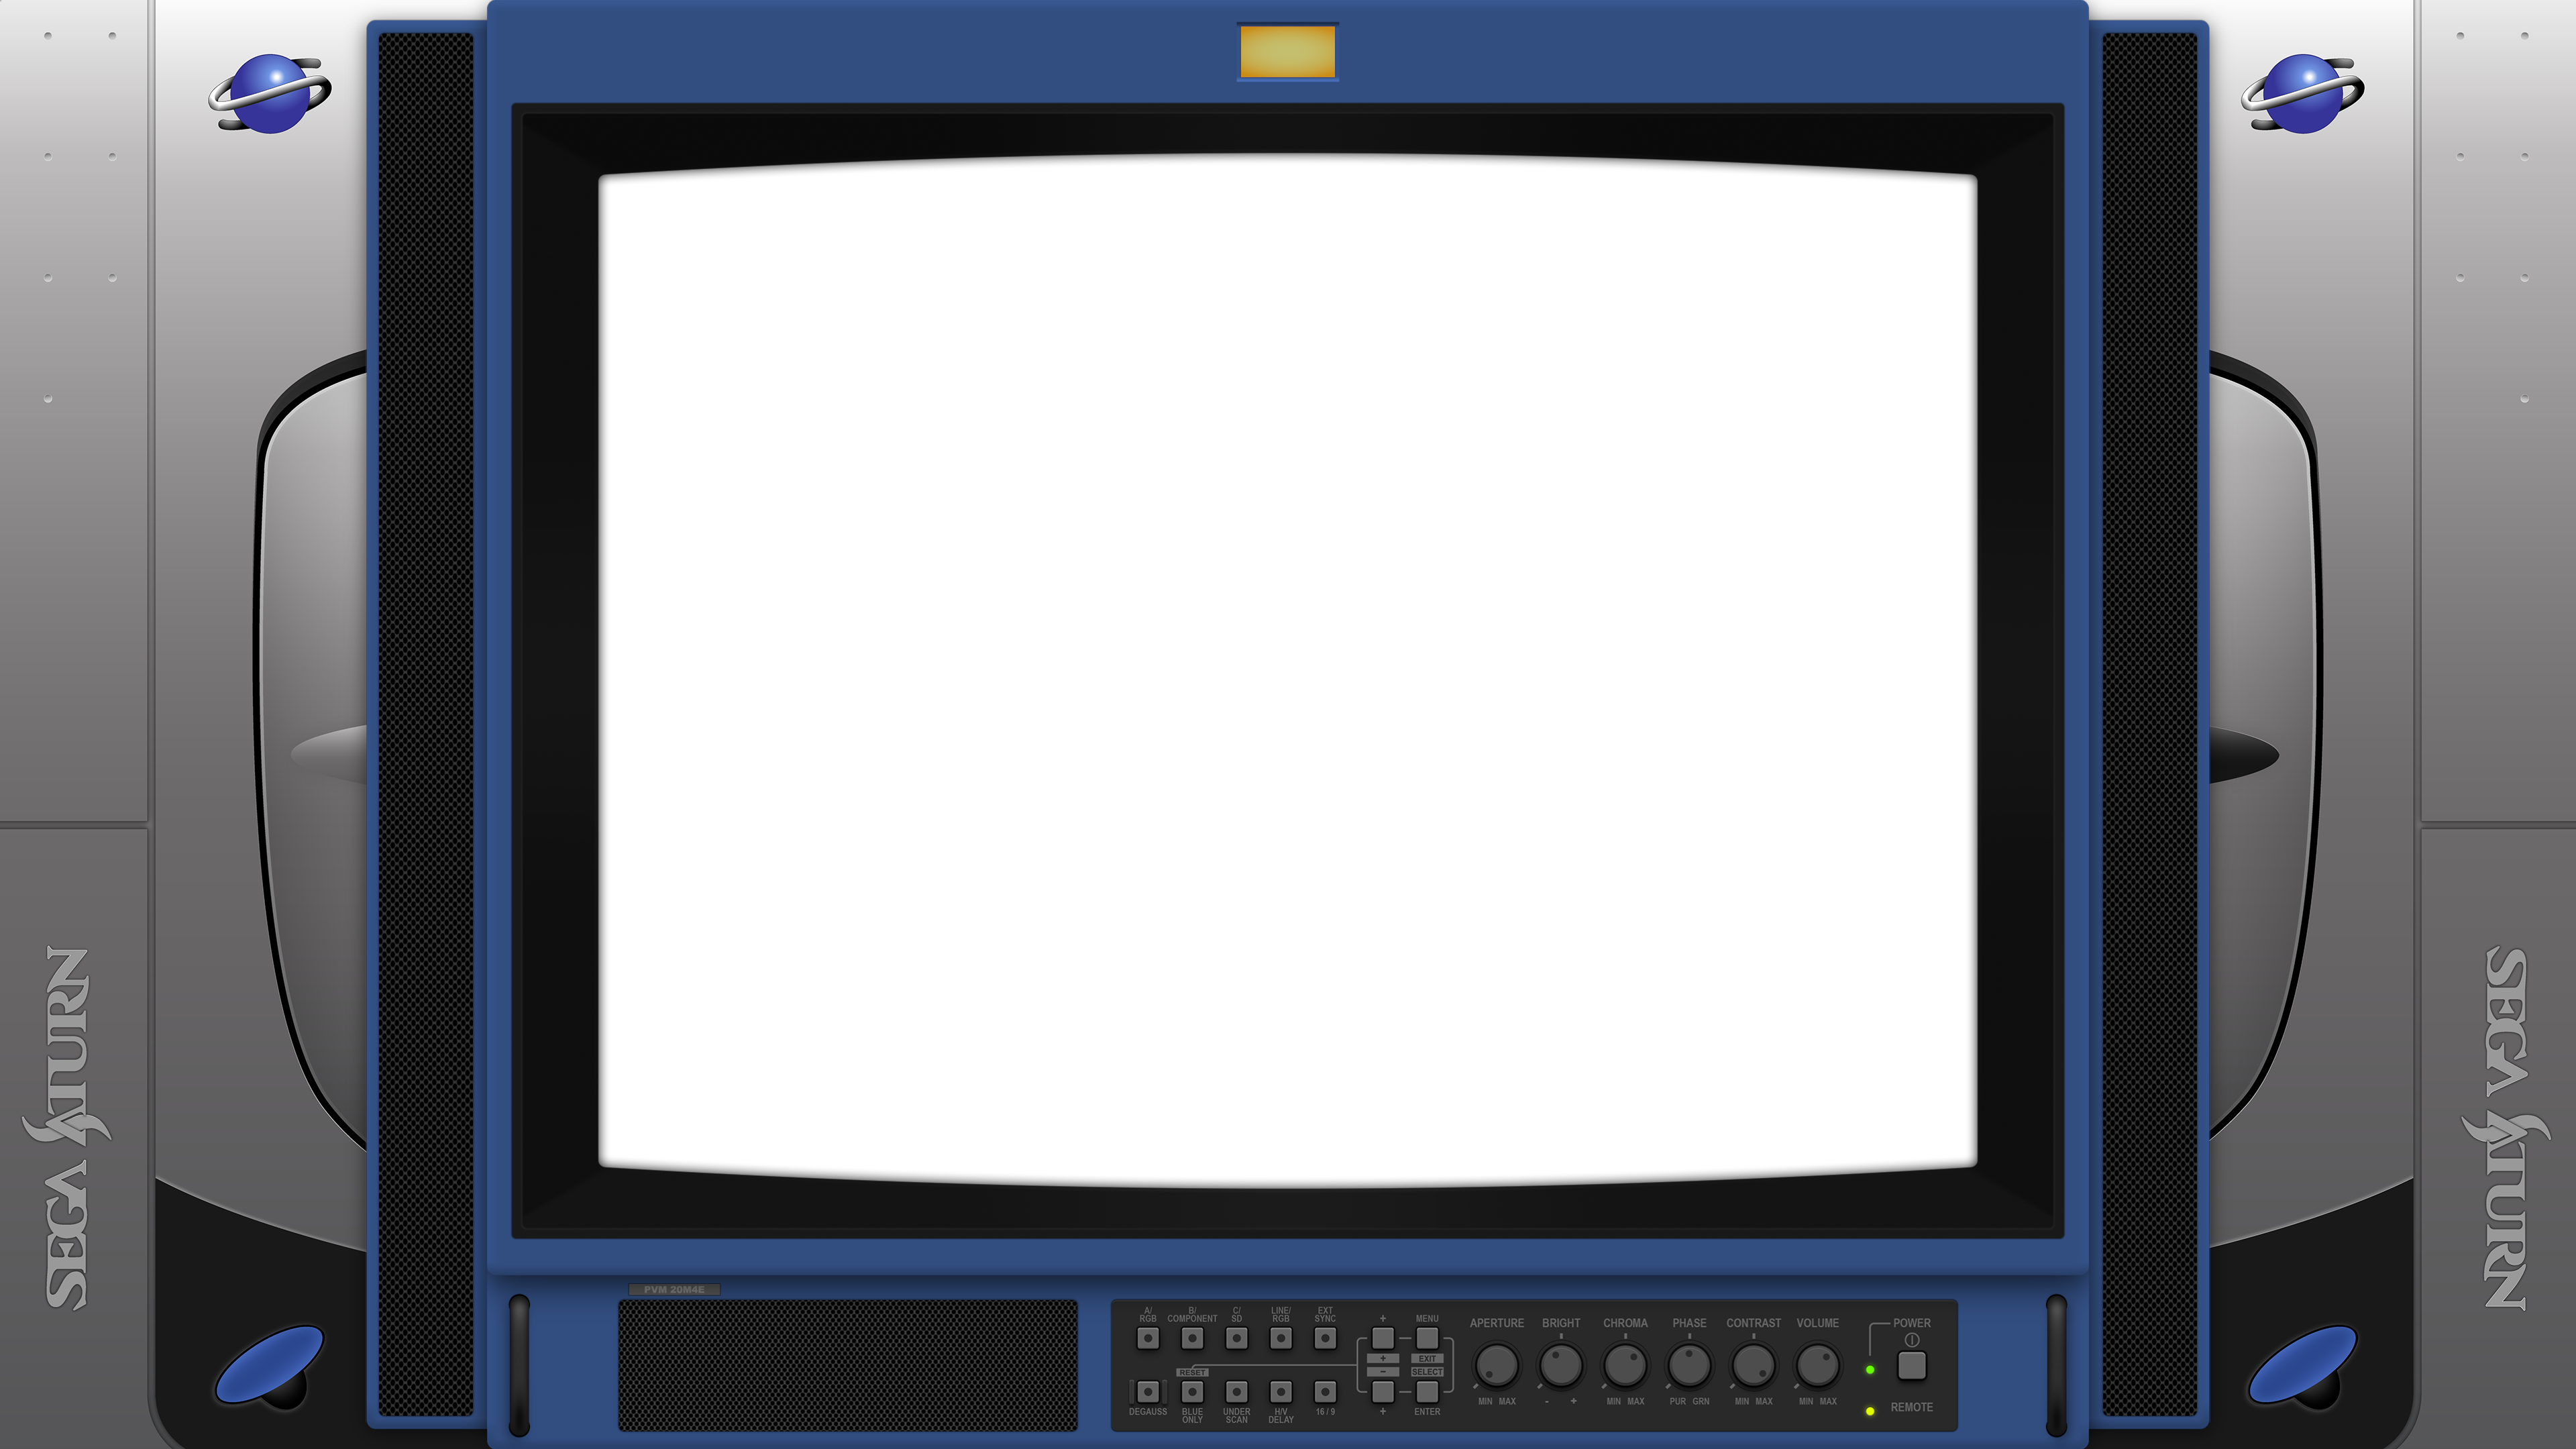 SEGA SATURN
SEGA SATURN
PVM 20M4E
A/
RGB
B/
COMPONENT
C/
SD
LINE/
RGB
EXT
SYNC
+
MENU
+
EXIT
RESET
−
SELECT
DEGAUSS
BLUE
ONLY
UNDER
SCAN
H/V
DELAY
16 / 9
+
ENTER
APERTURE
BRIGHT
CHROMA
PHASE
CONTRAST
VOLUME
POWER
MIN MAX
- +
MIN MAX
PUR GRN
MIN MAX
MIN MAX
REMOTE